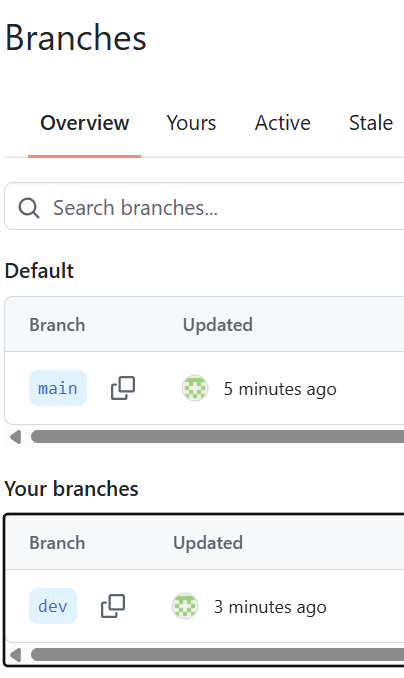 Branches
Overview Yours Active Stale
Search branches...
Default
Branch Updated
main 5 minutes ago
Your branches
Branch Updated
dev 3 minutes ago